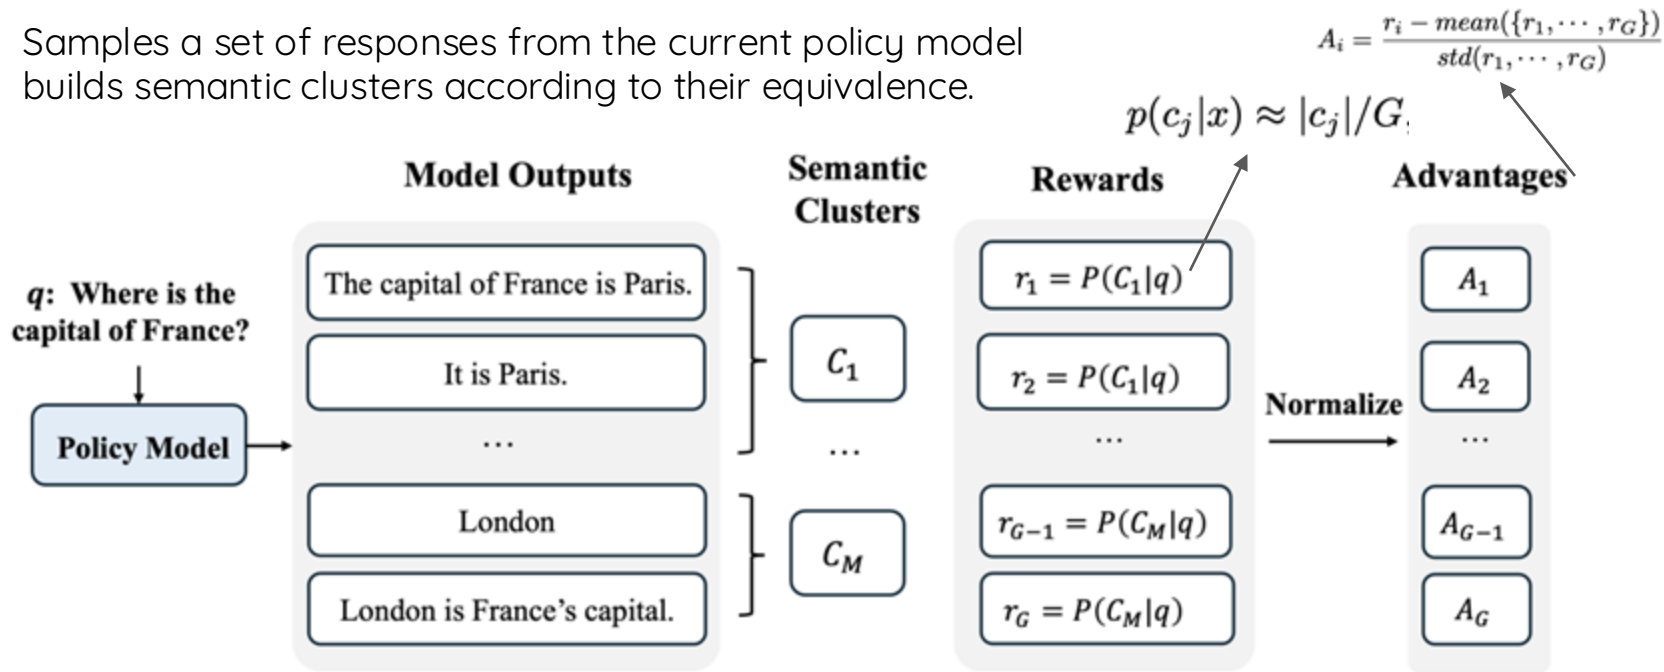 Samples a set of responses from the current policy model
builds semantic clusters according to their equivalence.
A_i = \frac{r_i − mean({r_1, ⋯ , r_G})}{std(r_1, ⋯ , r_G)}
p(c_j|x) ≈ |c_j|/G
Model Outputs
Semantic
Clusters
Rewards
Advantages
q: Where is the
capital of France?
Policy Model
The capital of France is Paris.
It is Paris.
...
London
London is France’s capital.
C_1
...
C_M
r_1 = P(C_1|q)
r_2 = P(C_1|q)
...
r_{G−1} = P(C_M|q)
r_G = P(C_M|q)
Normalize
A_1
A_2
...
A_{G−1}
A_G